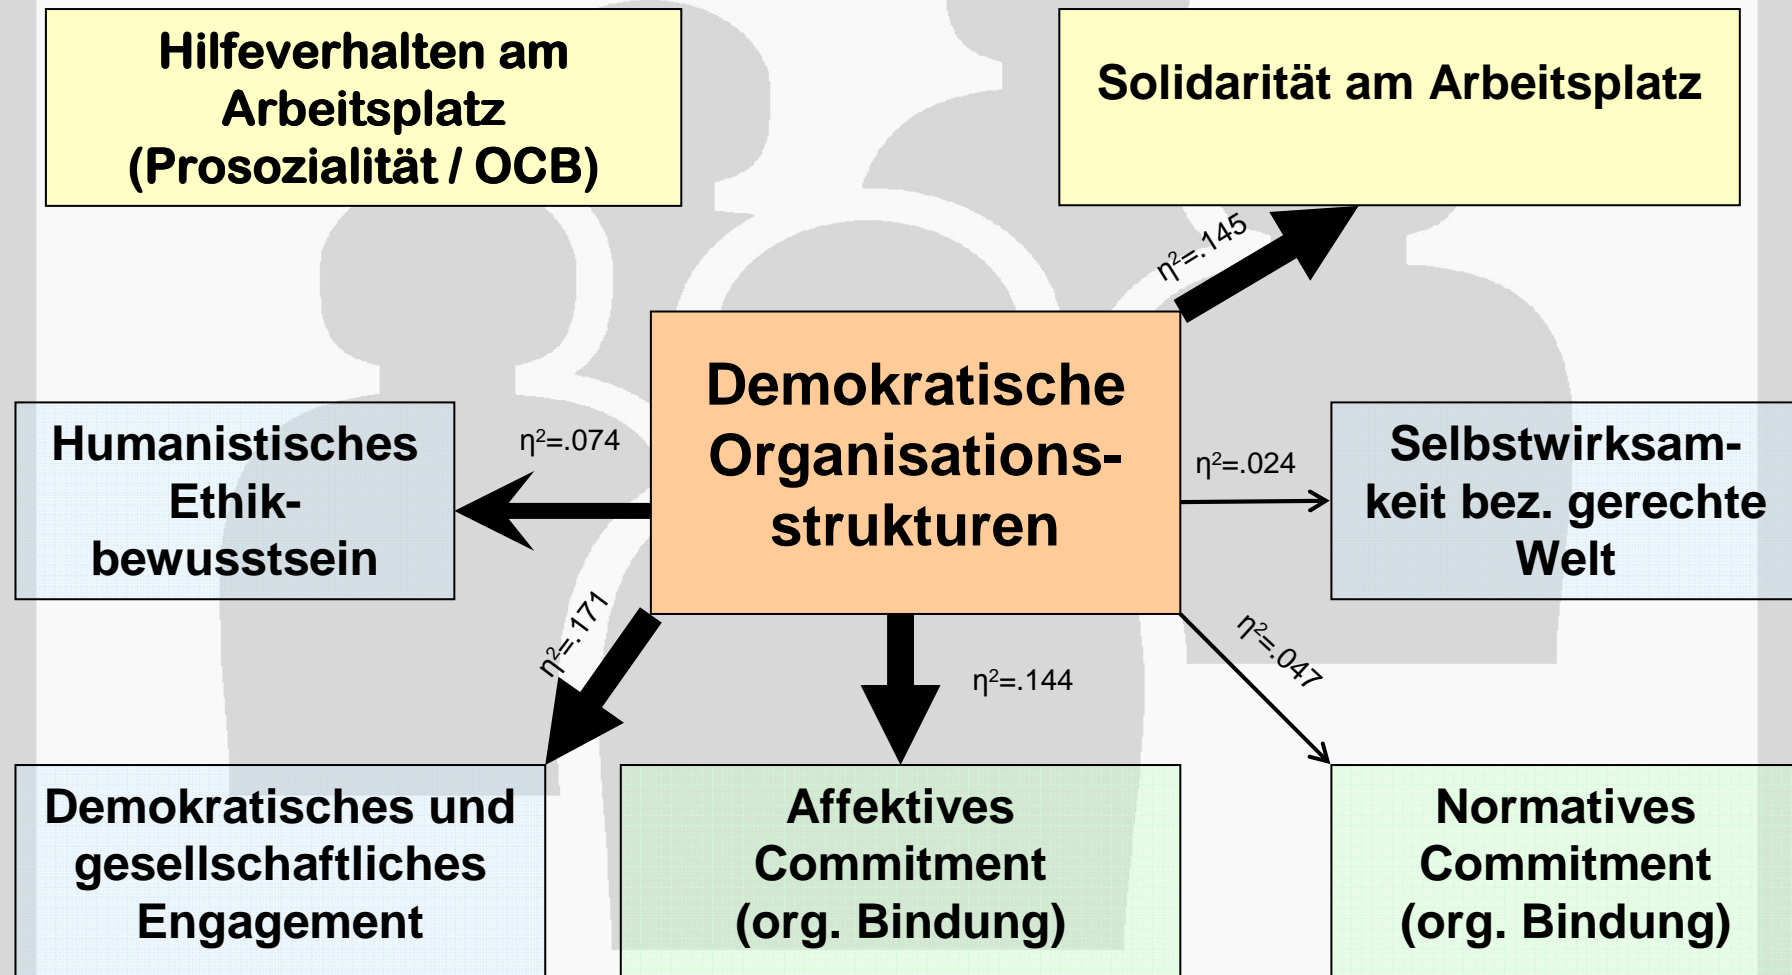 Hilfeverhalten am
Arbeitsplatz
(Prosozialität / OCB)
Solidarität am Arbeitsplatz
η²=.145
Demokratische
Organisations-
strukturen
Humanistisches
Ethik-
bewusstsein
η²=.074
η²=.024
Selbstwirksam-
keit bez. gerechte
Welt
η²=.171
η²=.144
η²=.047
Demokratisches und
gesellschaftliches
Engagement
Affektives
Commitment
(org. Bindung)
Normatives
Commitment
(org. Bindung)